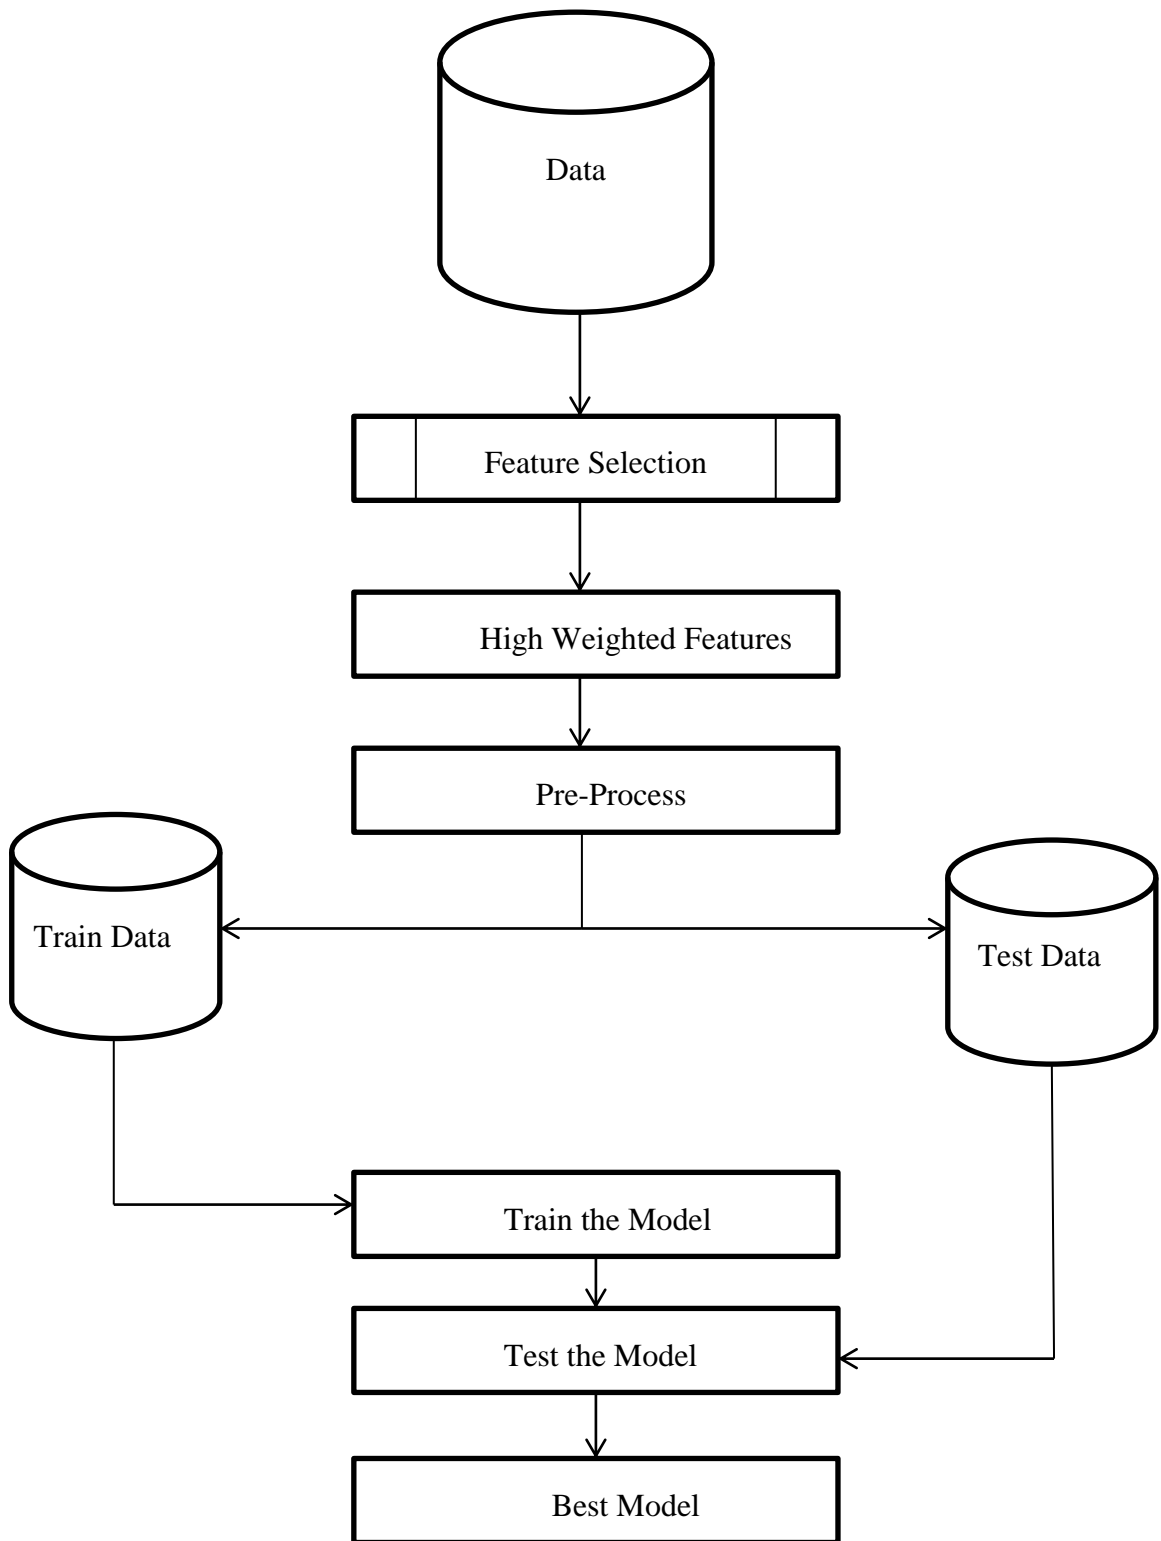 Data
Feature Selection
High Weighted Features
Pre-Process
Train Data
Test Data
Train the Model
Test the Model
Best Model